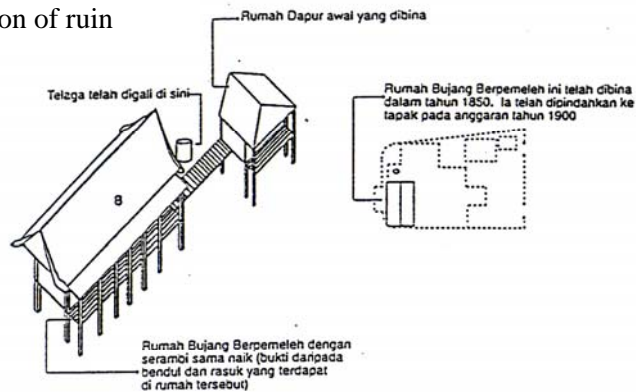 on of ruin
Rumah Dapur awal yang dibina
Telaga telah digali di sini
Rumah Bujang Berpemeleh ini telah dibina
dalam tahun 1850. Ia telah dipindahkan ke
tapak pada anggaran tahun 1900
8
Rumah Bujang Berpemeleh dengan
serambi sama naik (bukti daripada
bendul dan rasuk yang terdapat
di rumah tersebut)